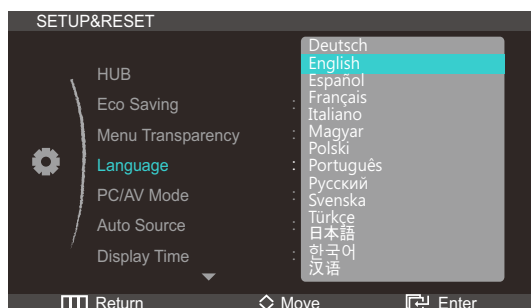 SETUP&RESET
HUB
Eco Saving :
Menu Transparency :
Language :
PC/AV Mode :
Auto Source :
Display Time :
Deutsch
English
Español
Français
Italiano
Magyar
Polski
Português
Русский
Svenska
Türkçe
日本語
한국어
汉语
Return Move Enter